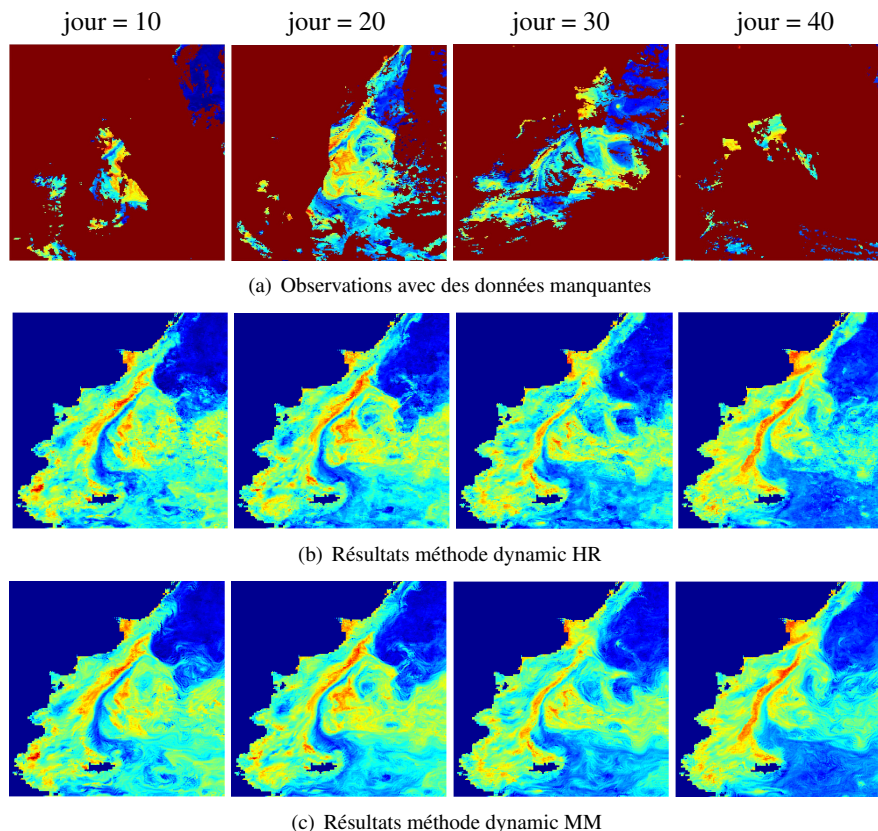 jour = 10 jour = 20 jour = 30 jour = 40
(a) Observations avec des données manquantes
(b) Résultats méthode dynamic HR
(c) Résultats méthode dynamic MM